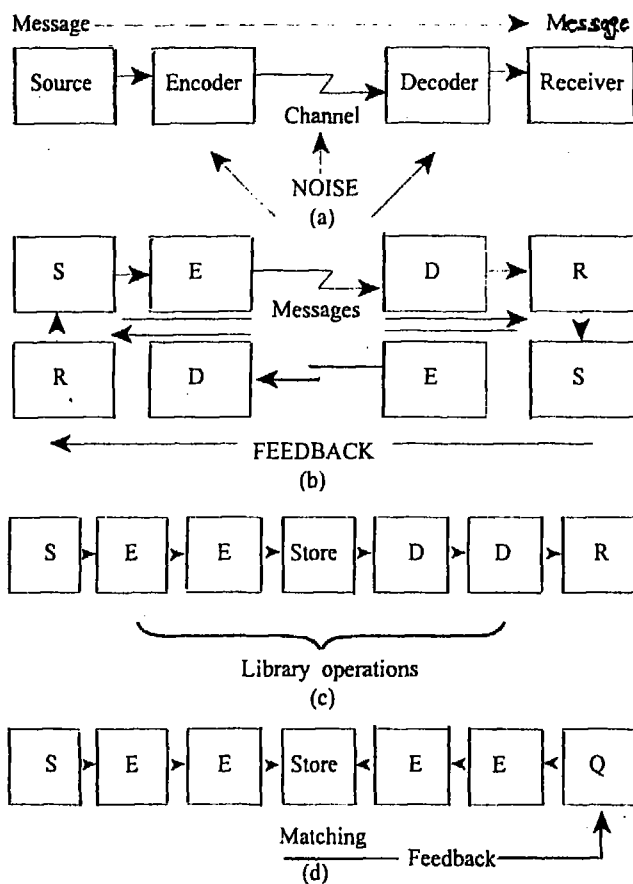 Message Message
Source Encoder Decoder Receiver
Channel
NOISE
(a)
S E D R
Messages
R D E S
FEEDBACK
(b)
S E E Store D D R
Library operations
(c)
S E E Store E E Q
Matching
Feedback
(d)